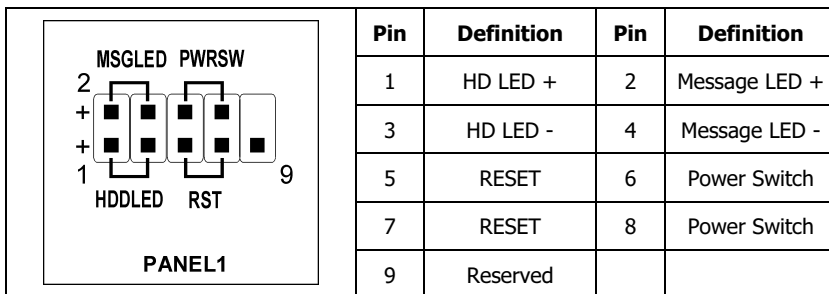 MSGLED PWRSW
2
+
+
1 9
HDDLED RST
PANEL1
Pin Definition Pin Definition
1 HD LED + 2 Message LED +
3 HD LED - 4 Message LED -
5 RESET 6 Power Switch
7 RESET 8 Power Switch
9 Reserved